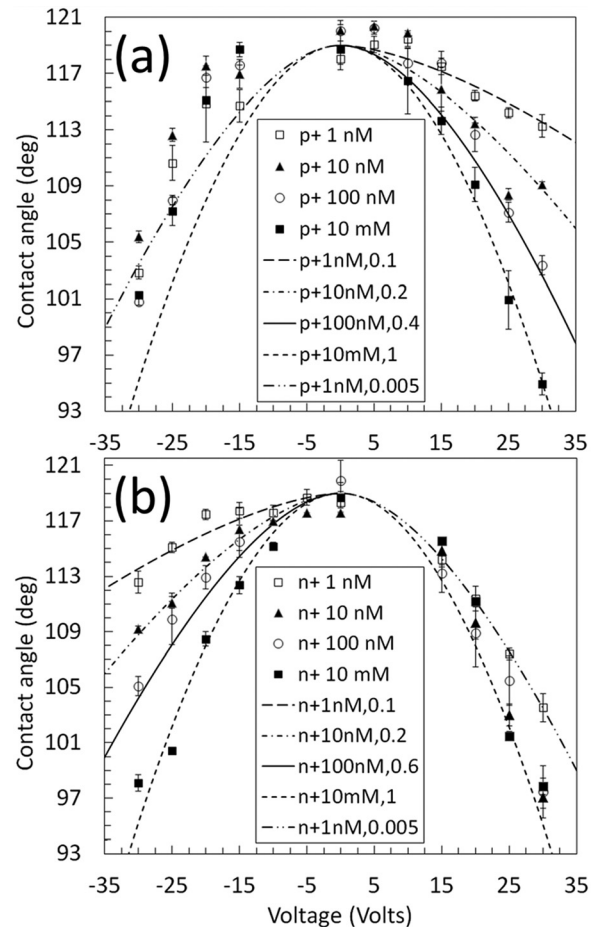 121
117
113
109
105
101
97
93
Contact angle (deg)
(a)
p+ 1 nM
p+ 10 nM
p+ 100 nM
p+ 10 mM
p+1nM,0.1
p+10nM,0.2
p+100nM,0.4
p+10mM,1
p+1nM,0.005
-35 -25 -15 -5 5 15 25 35
121
117
113
109
105
101
97
93
Contact angle (deg)
(b)
n+ 1 nM
n+ 10 nM
n+ 100 nM
n+ 10 mM
n+1nM,0.1
n+10nM,0.2
n+100nM,0.6
n+10mM,1
n+1nM,0.005
-35 -25 -15 -5 5 15 25 35
Voltage (Volts)